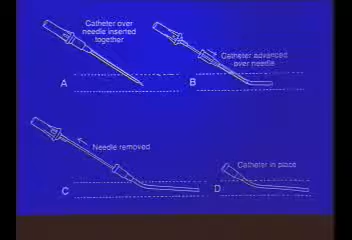 Catheter over
needle inserted
together
A
Catheter advanced
over needle
B
Needle removed
C
Catheter in place
D